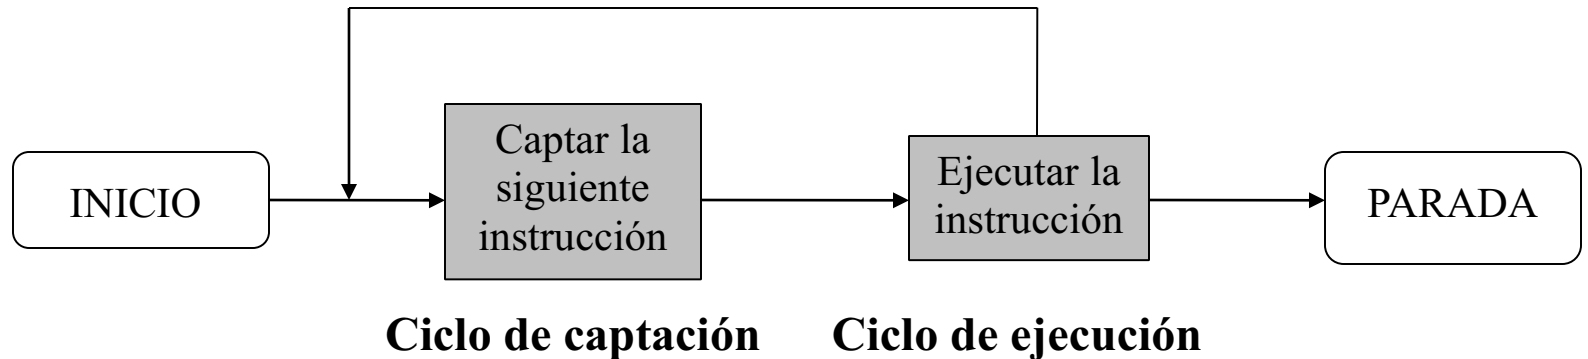 INICIO
Captar la
siguiente
instrucción
Ejecutar la
instrucción
PARADA
Ciclo de captación
Ciclo de ejecución